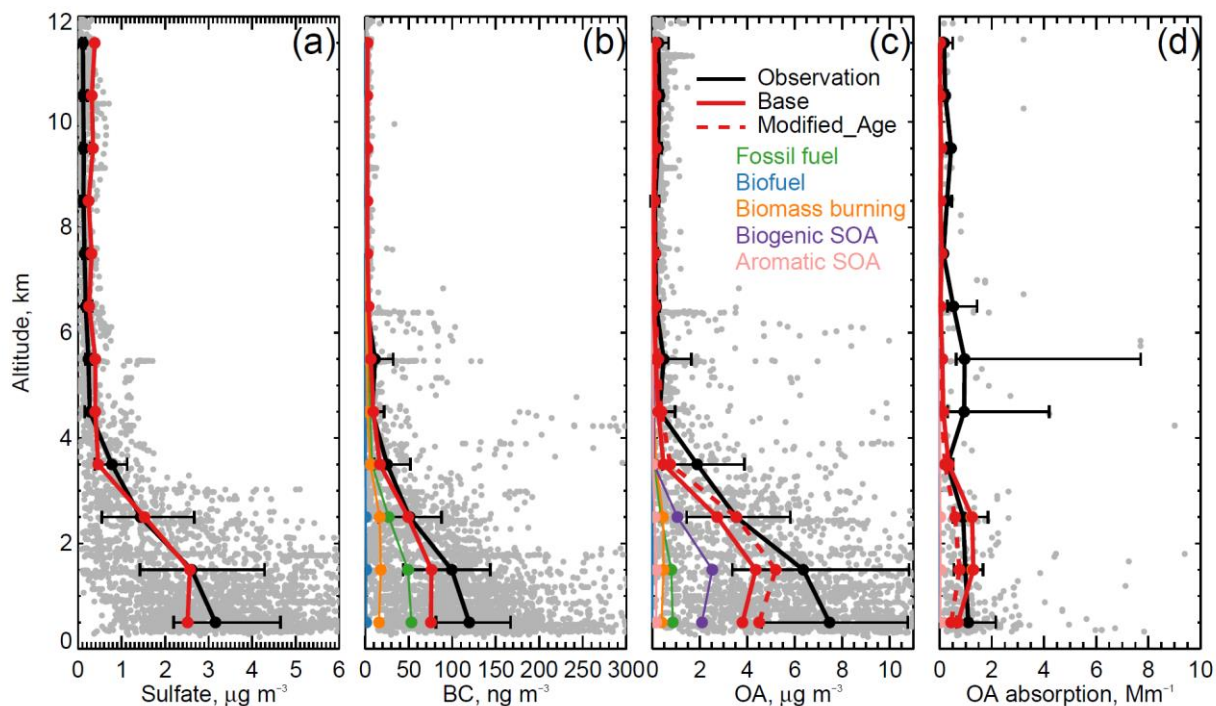 (a) (b) (c) (d)
Observation
Base
Modified_Age
Fossil fuel
Biofuel
Biomass burning
Biogenic SOA
Aromatic SOA
Altitude, km
12
10
8
6
4
2
0
0 1 2 3 4 5 6
Sulfate, μg m⁻³
0 50 100 150 200 250 300
BC, ng m⁻³
0 2 4 6 8 10
OA, μg m⁻³
0 2 4 6 8 10
OA absorption, Mm⁻¹